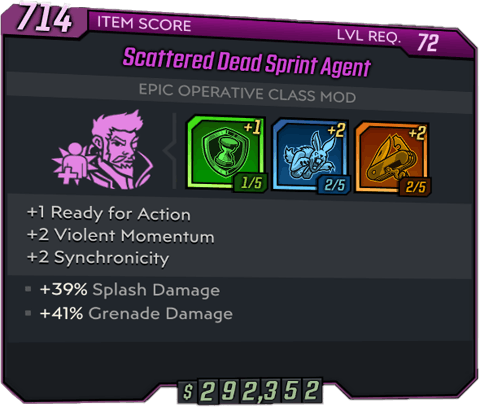 714 ITEM SCORE LVL REQ. 72
Scattered Dead Sprint Agent
EPIC OPERATIVE CLASS MOD
+1 +2 +2
1/5 2/5 2/5
+1 Ready for Action
+2 Violent Momentum
+2 Synchronicity
+39% Splash Damage
+41% Grenade Damage
$ 292,352